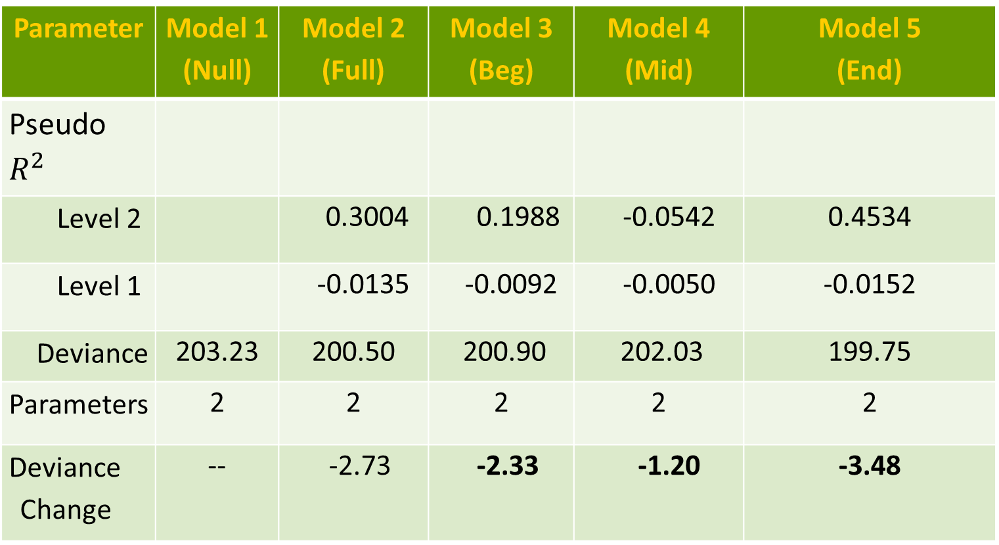 Parameter Model 1 Model 2 Model 3 Model 4 Model 5
(Null) (Full) (Beg) (Mid) (End)
Pseudo
R²
Level 2 0.3004 0.1988 -0.0542 0.4534
Level 1 -0.0135 -0.0092 -0.0050 -0.0152
Deviance 203.23 200.50 200.90 202.03 199.75
Parameters 2 2 2 2 2
Deviance -- -2.73 -2.33 -1.20 -3.48
Change